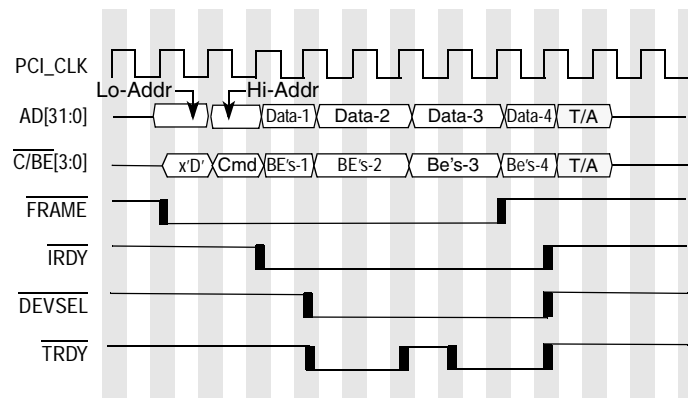 PCI_CLK
Lo-Addr Hi-Addr
AD[31:0] Data-1 Data-2 Data-3 Data-4 T/A
C/BE[3:0] x'D' Cmd BE's-1 BE's-2 Be's-3 Be's-4 T/A
FRAME
IRDY
DEVSEL
TRDY